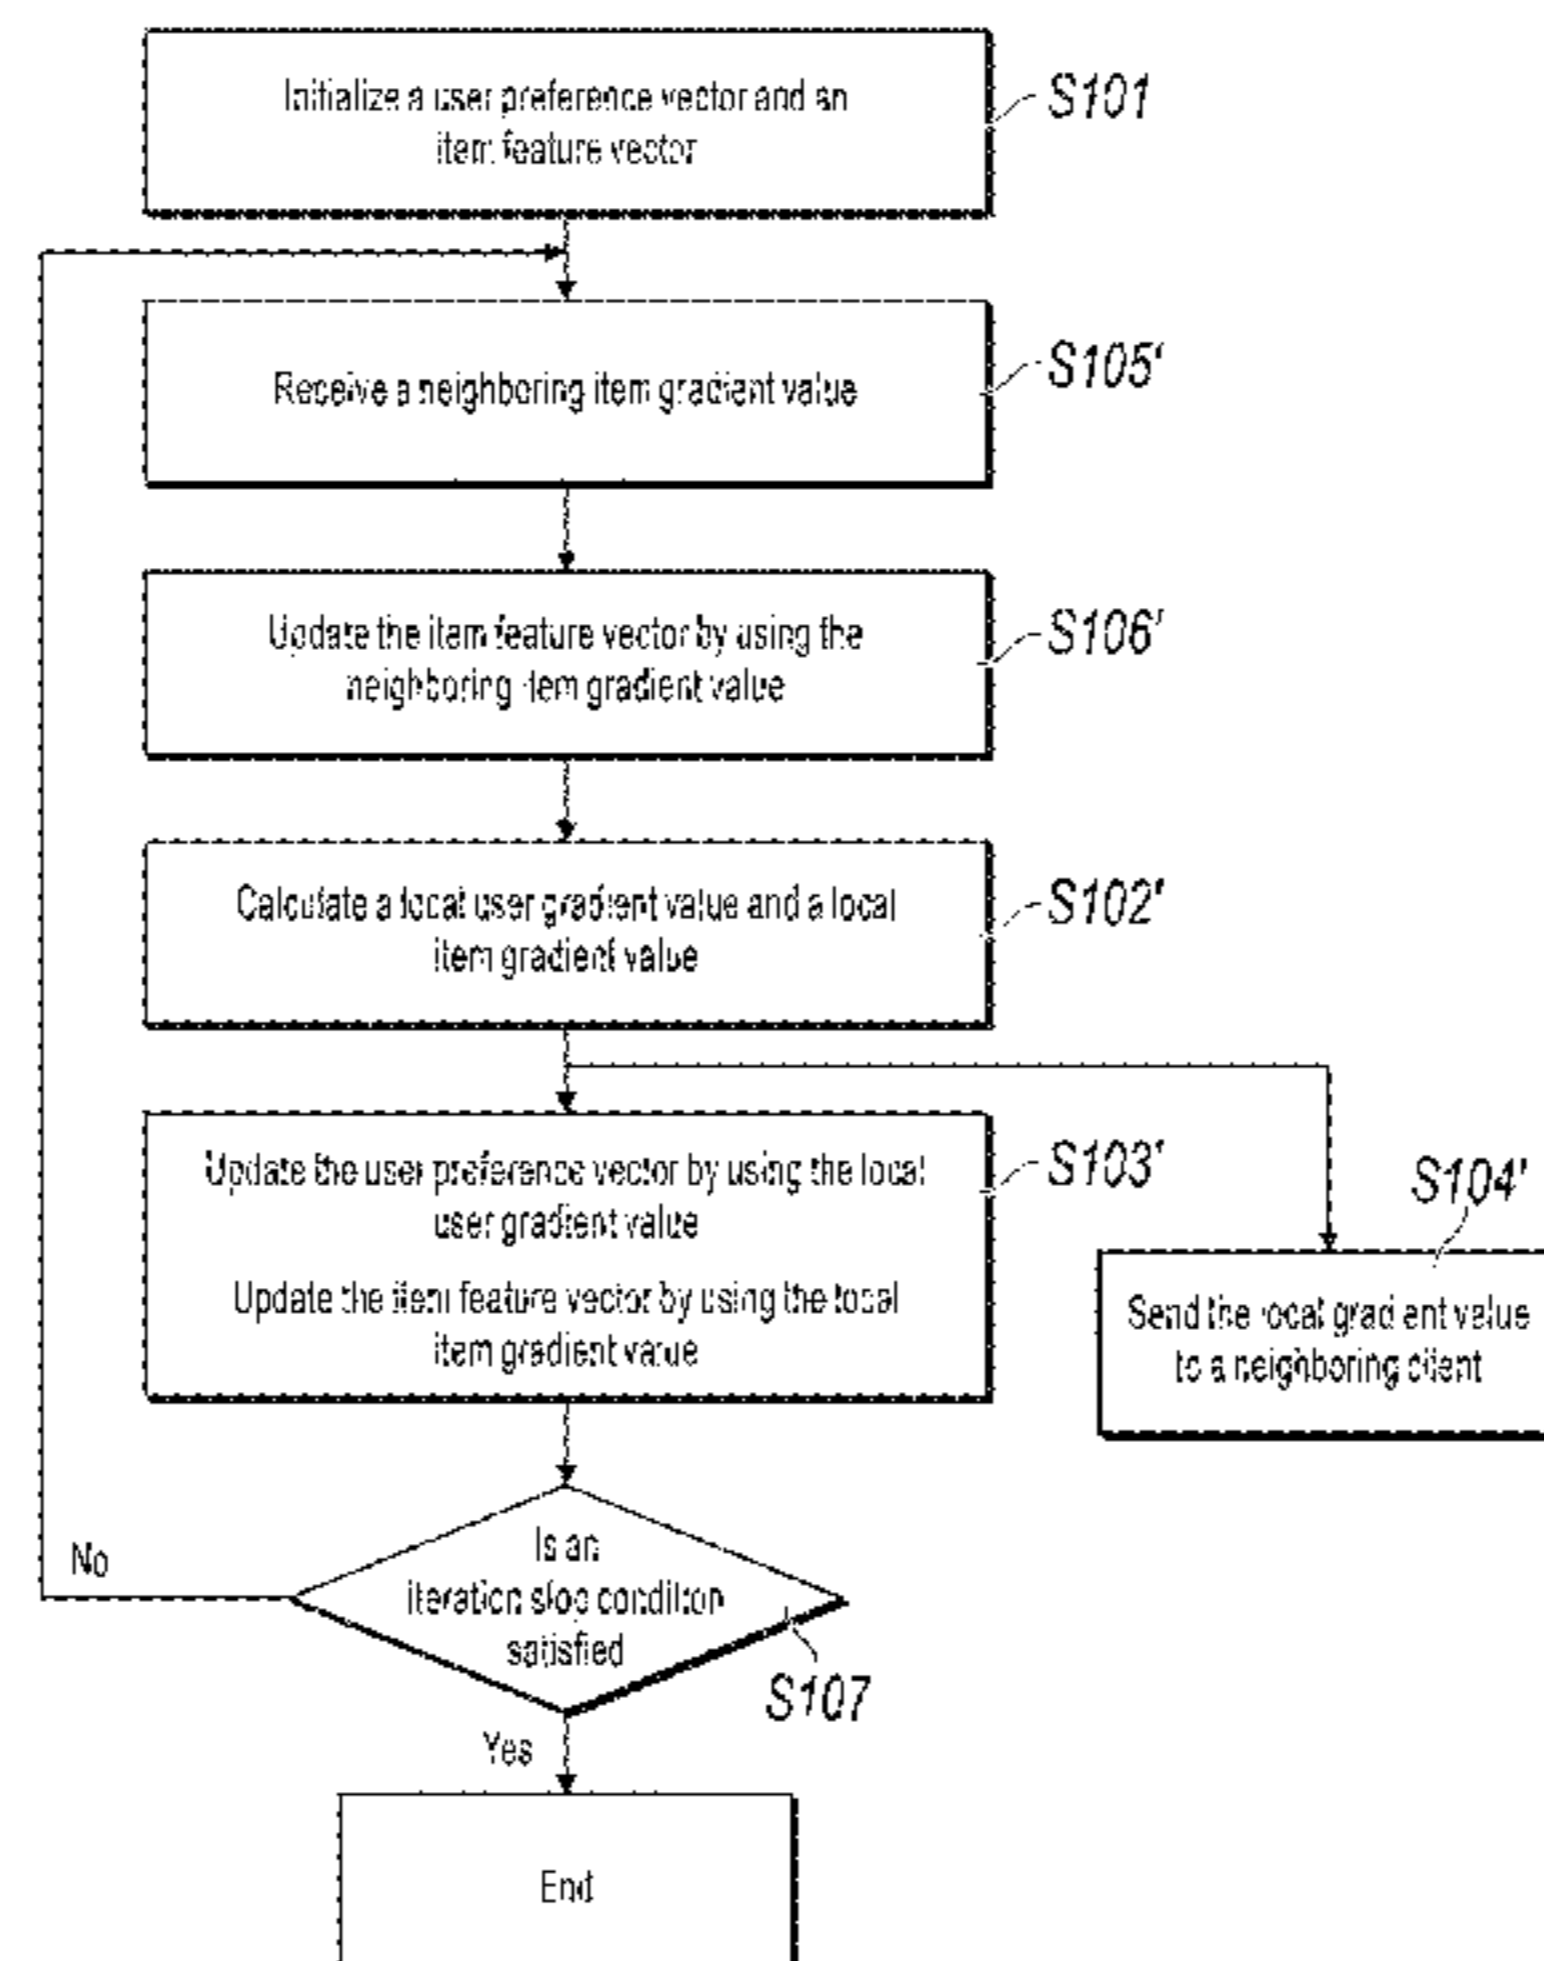 Initialize a user preference vector and an
item feature vector
S101
Receive a neighboring item gradient value
S105'
Update the item feature vector by using the
neighboring item gradient value
S106'
Calculate a local user gradient value and a local
item gradient value
S102'
Update the user preference vector by using the local
user gradient value
Update the item feature vector by using the local
item gradient value
S103'
S104'
Send the local gradient value
to a neighboring client
Is an
iteration stop condition
satisfied
S107
No
Yes
End